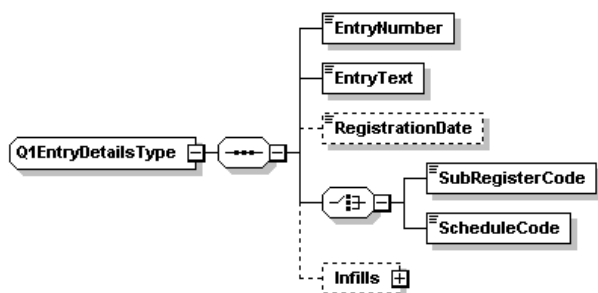 EntryNumber
EntryText
RegistrationDate
Q1EntryDetailsType
SubRegisterCode
ScheduleCode
Infills